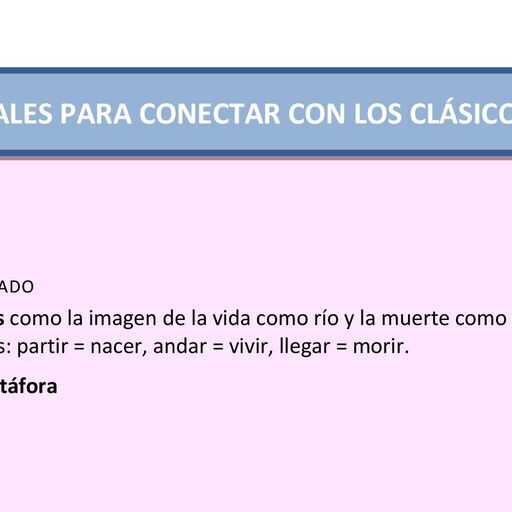 ALES PARA CONECTAR CON LOS CLÁSICO
ADO
s como la imagen de la vida como río y la muerte como
s: partir = nacer, andar = vivir, llegar = morir.
táfora